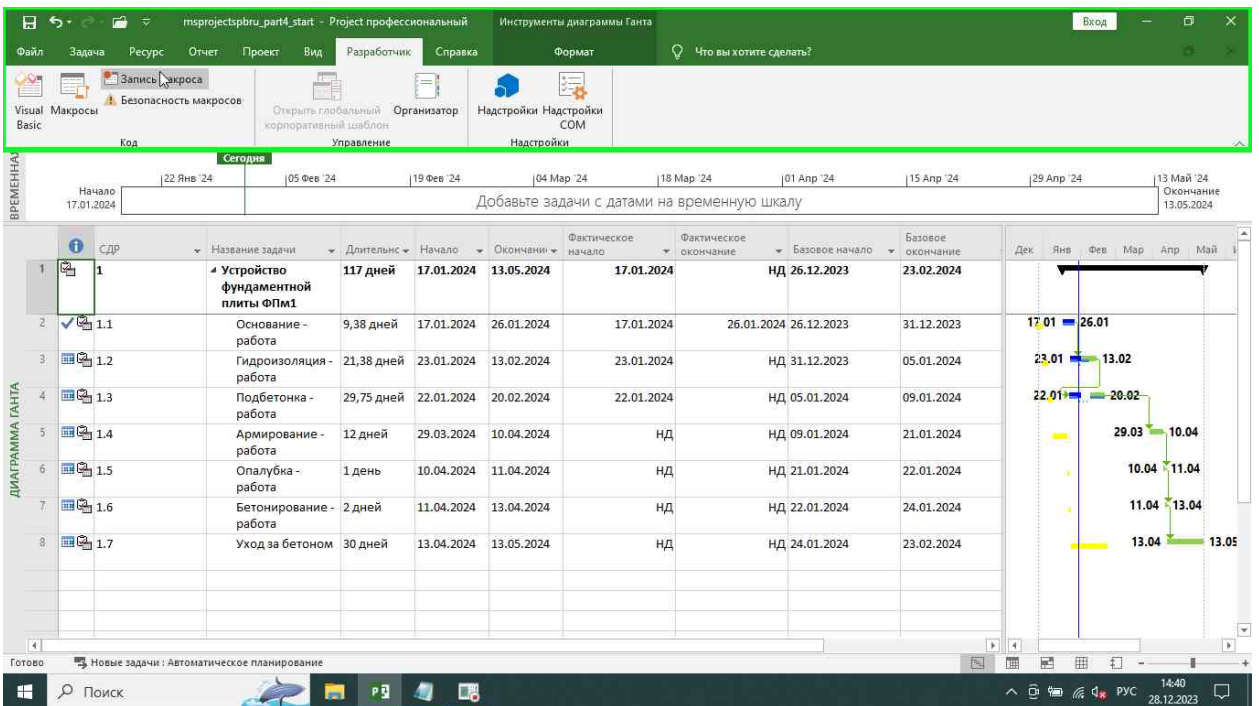 msprojectspbru_part4_start - Project профессиональный
Инструменты диаграммы Ганта
Вход
Файл Задача Ресурс Отчет Проект Вид Разработчик Справка Формат Что вы хотите сделать?
Visual Basic
Макросы
Запись макроса
Безопасность макросов
Код
Открыть глобальный корпоративный шаблон
Организатор
Управление
Надстройки
Надстройки COM
Надстройки
ВРЕМЕННАЯ
Сегодня
22 Янв '24 05 Фев '24 19 Фев '24 04 Мар '24 18 Мар '24 01 Апр '24 15 Апр '24 29 Апр '24 13 Май '24
Начало
17.01.2024
Добавьте задачи с датами на временную шкалу
Окончание
13.05.2024
ДИАГРАММА ГАНТА
СДР Название задачи Длительнс Начало Окончани Фактическое начало Фактическое окончание Базовое начало Базовое окончание Дек Янв Фев Мар Апр Май
1 1 Устройство фундаментной плиты ФПм1 117 дней 17.01.2024 13.05.2024 17.01.2024 НД 26.12.2023 23.02.2024
2 1.1 Основание - работа 9,38 дней 17.01.2024 26.01.2024 17.01.2024 26.01.2024 26.12.2023 31.12.2023 17.01 26.01
3 1.2 Гидроизоляция - работа 21,38 дней 23.01.2024 13.02.2024 23.01.2024 НД 31.12.2023 05.01.2024 23.01 13.02
4 1.3 Подбетонка - работа 29,75 дней 22.01.2024 20.02.2024 22.01.2024 НД 05.01.2024 09.01.2024 22.01 20.02
5 1.4 Армирование - работа 12 дней 29.03.2024 10.04.2024 НД НД 09.01.2024 21.01.2024 29.03 10.04
6 1.5 Опалубка - работа 1 день 10.04.2024 11.04.2024 НД НД 21.01.2024 22.01.2024 10.04 11.04
7 1.6 Бетонирование - работа 2 дней 11.04.2024 13.04.2024 НД НД 22.01.2024 24.01.2024 11.04 13.04
8 1.7 Уход за бетоном 30 дней 13.04.2024 13.05.2024 НД НД 24.01.2024 23.02.2024 13.04 13.05
Готово Новые задачи : Автоматическое планирование
Поиск
РУС
14:40
28.12.2023